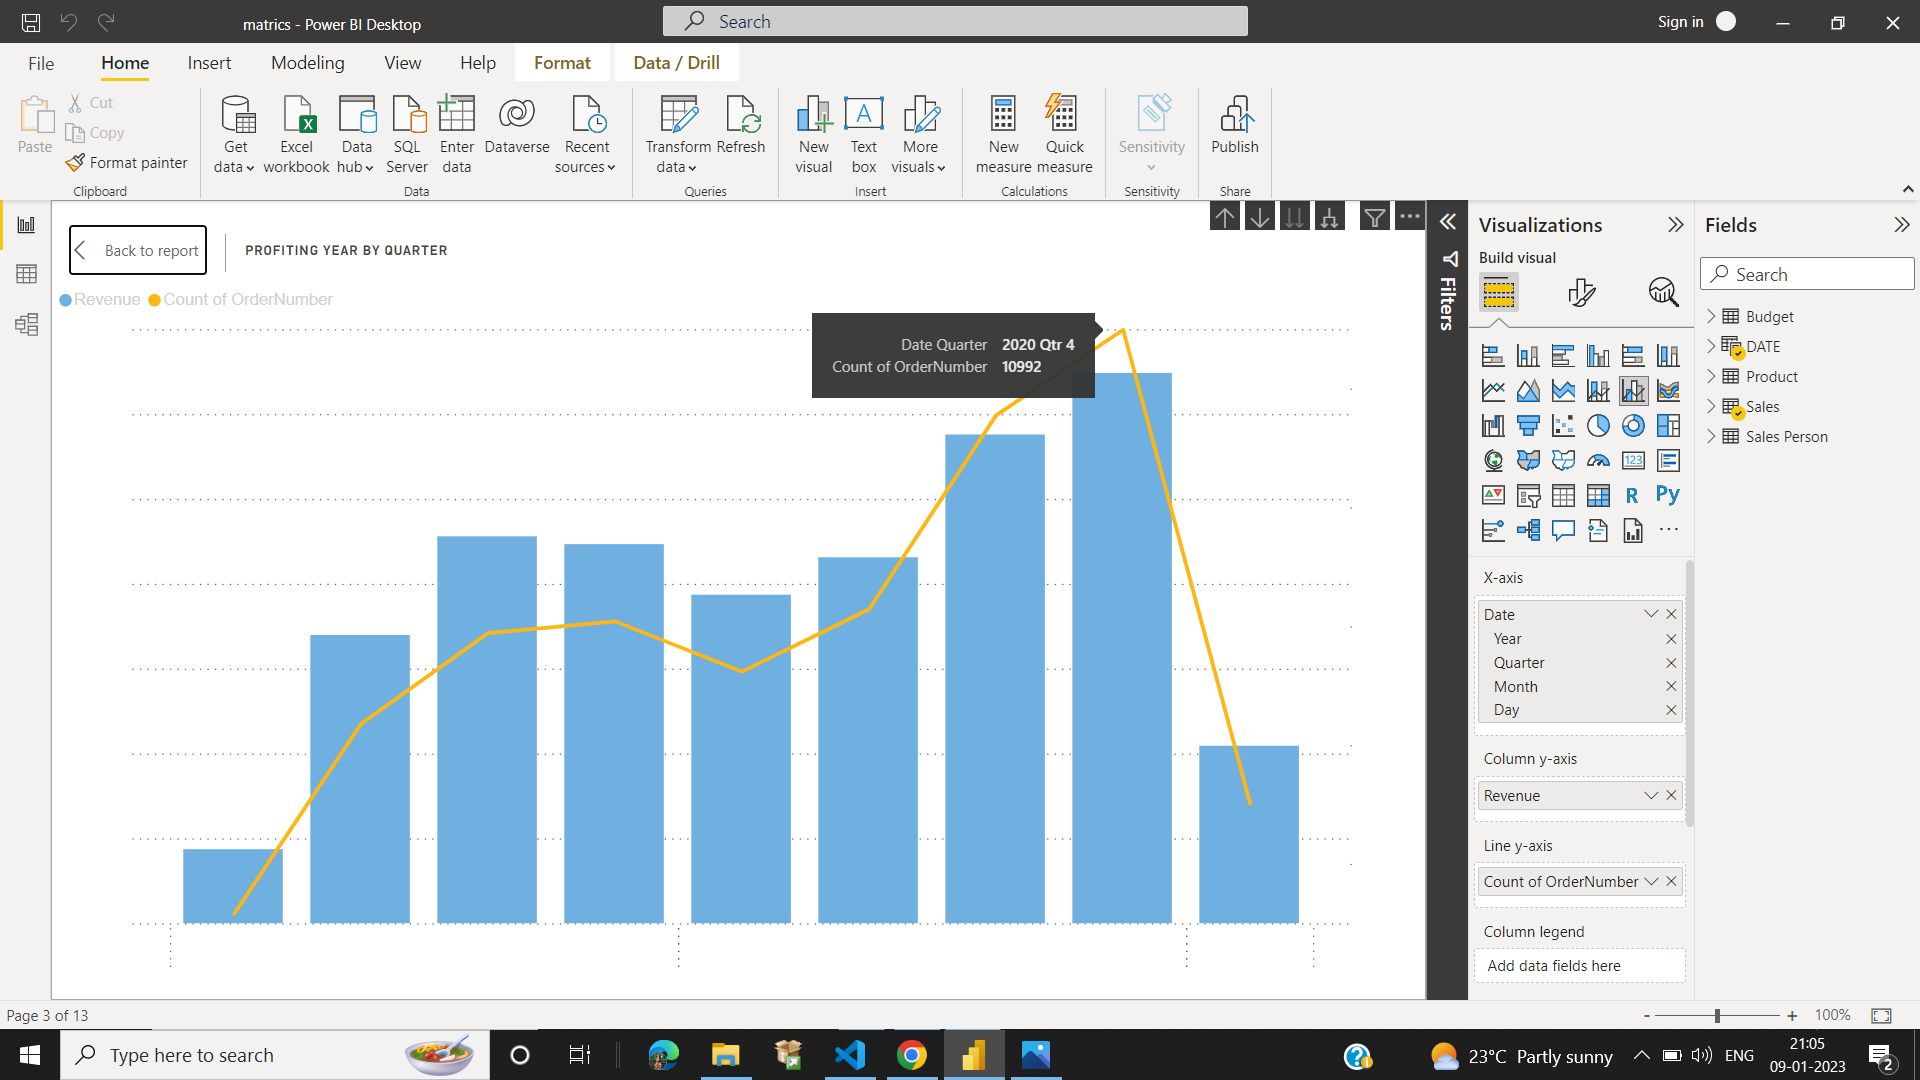 matrics - Power BI Desktop
Search
Sign in
File
Home
Insert
Modeling
View
Help
Format
Data / Drill
Paste
Cut
Copy
Format painter
Clipboard
Get data
Excel workbook
Data hub
SQL Server
Enter data
Dataverse
Recent sources
Data
Transform data
Refresh
Queries
New visual
Text box
More visuals
Insert
New measure
Quick measure
Calculations
Sensitivity
Sensitivity
Publish
Share
Back to report
PROFITING YEAR BY QUARTER
Revenue
Count of OrderNumber
Date Quarter 2020 Qtr 4
Count of OrderNumber 10992
Filters
Visualizations
Build visual
123
R
Py
X-axis
Date
Year
Quarter
Month
Day
Column y-axis
Revenue
Line y-axis
Count of OrderNumber
Column legend
Add data fields here
Fields
Search
Budget
DATE
Product
Sales
Sales Person
Page 3 of 13
- + 100%
Type here to search
23°C Partly sunny
ENG
21:05
09-01-2023
2